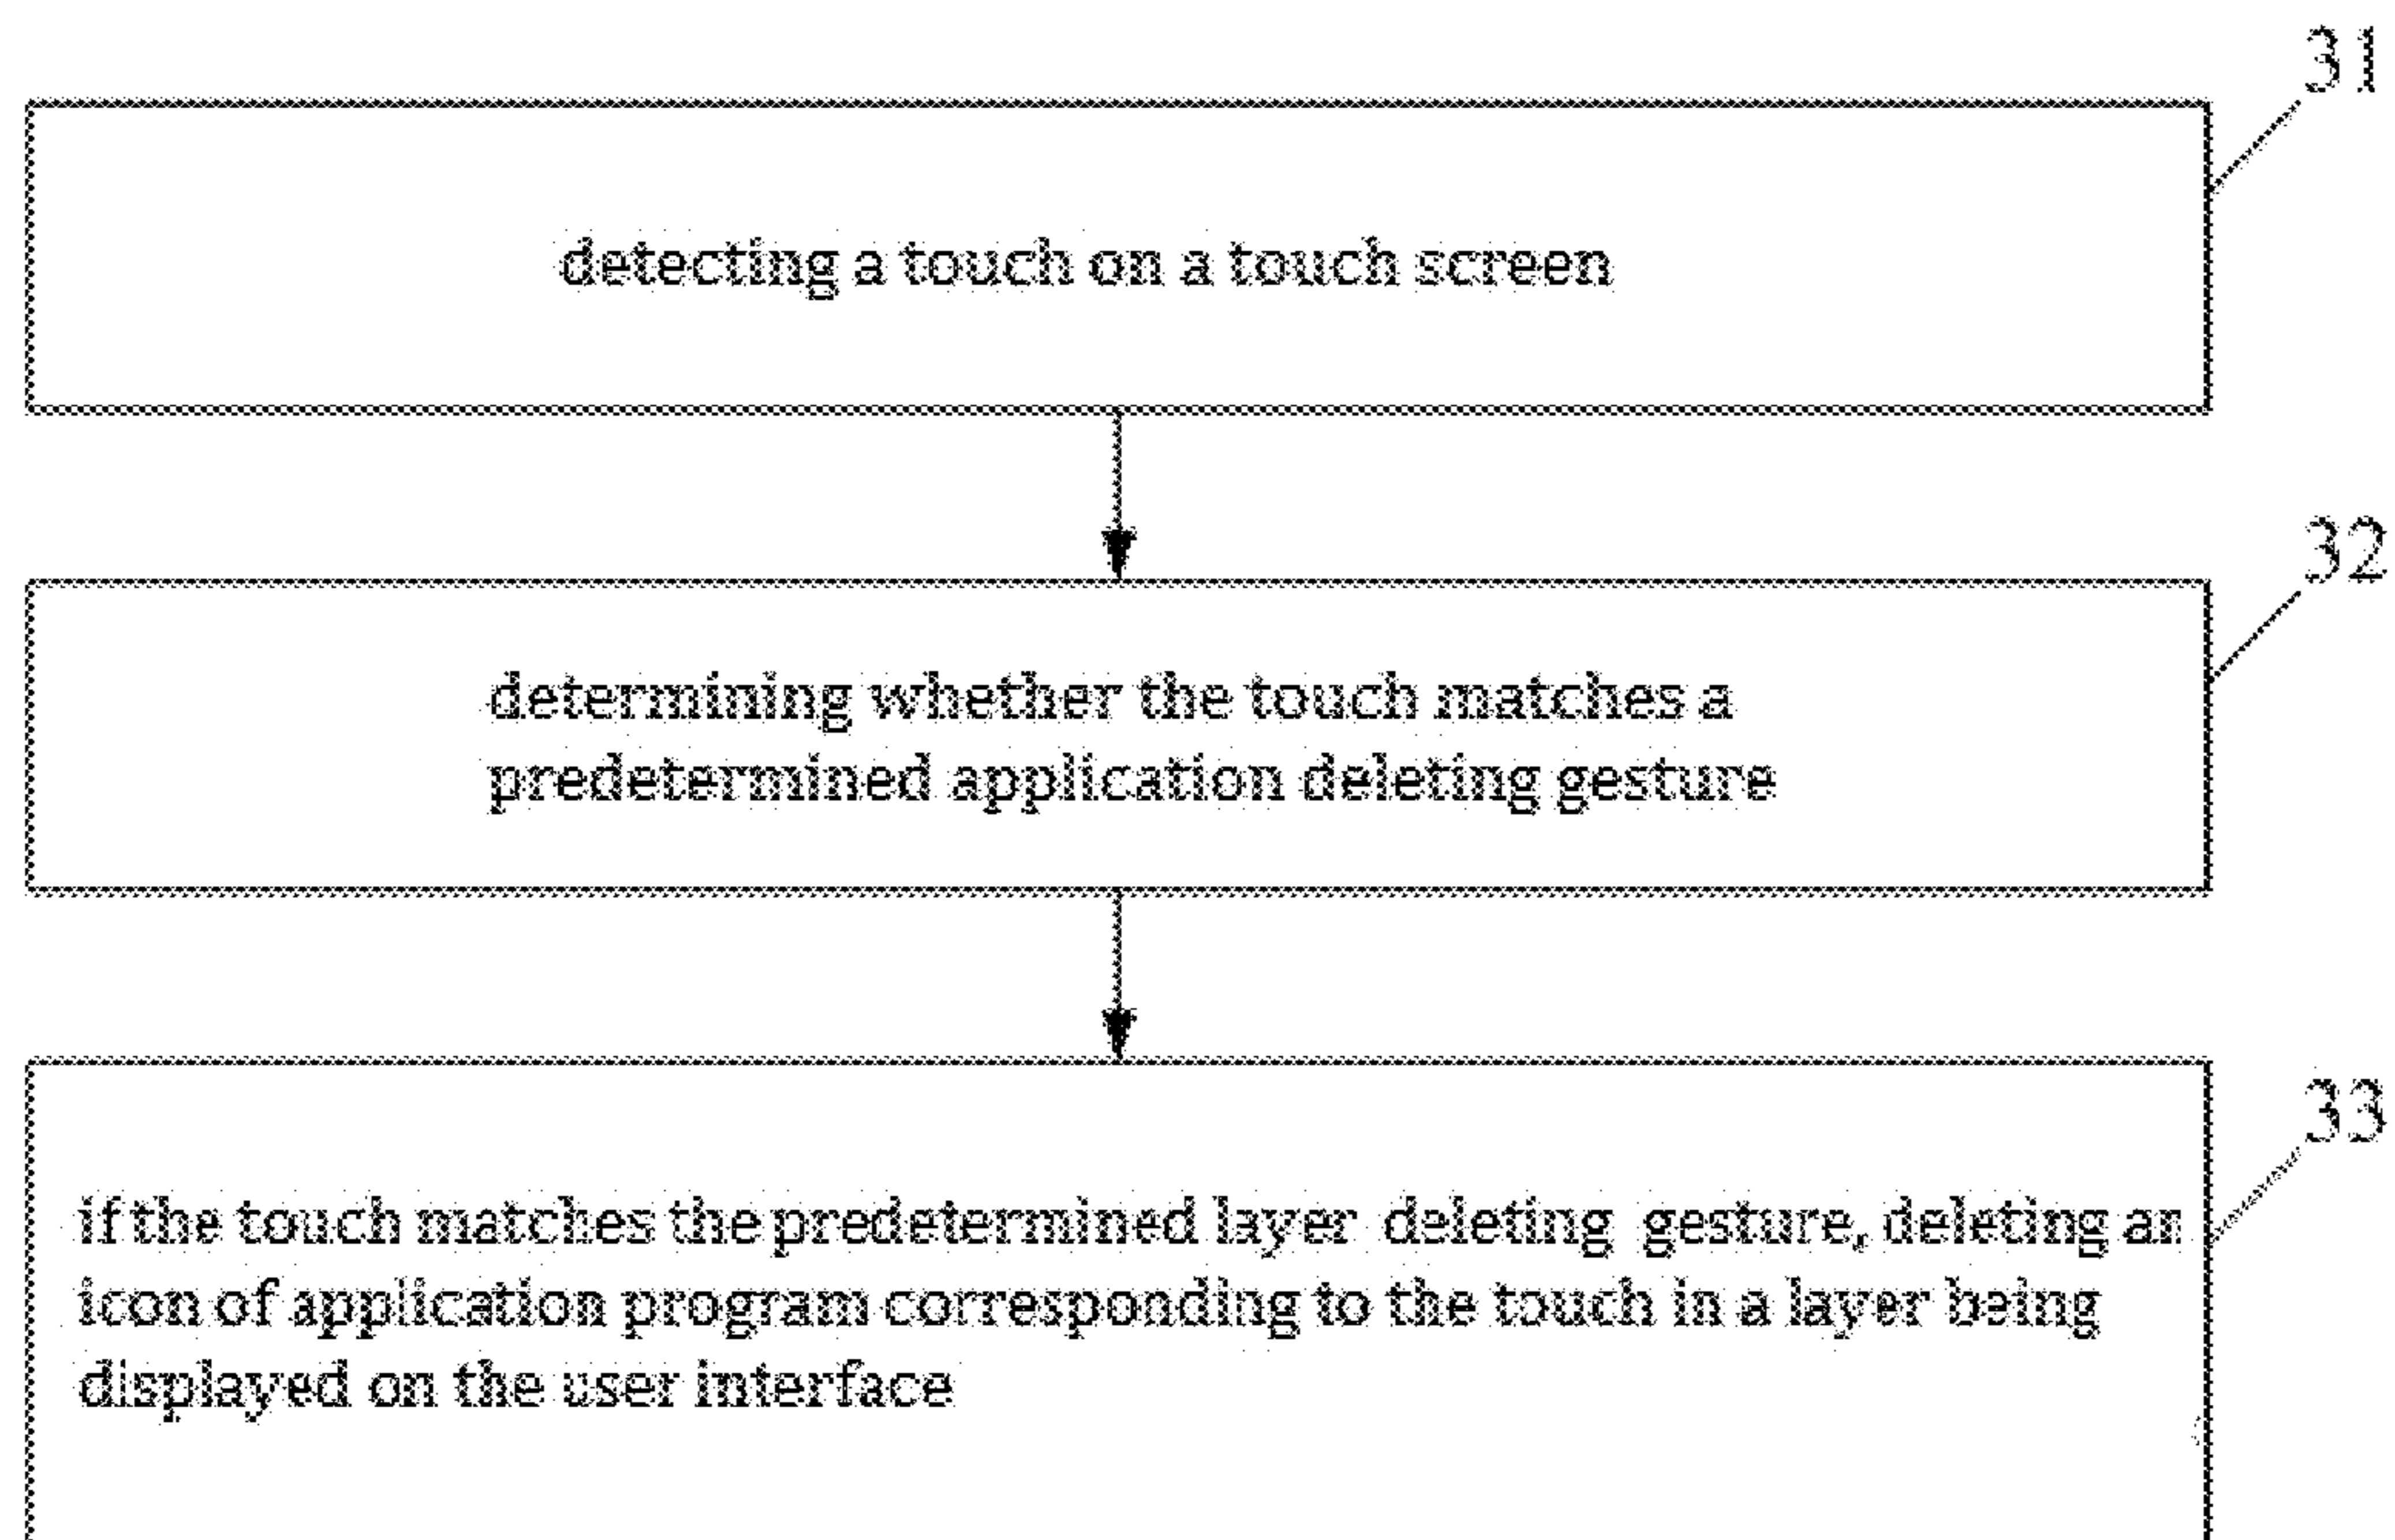 31
detecting a touch on a touch screen
32
determining whether the touch matches a
predetermined application deleting gesture
33
if the touch matches the predetermined layer deleting gesture, deleting an
icon of application program corresponding to the touch in a layer being
displayed on the user interface